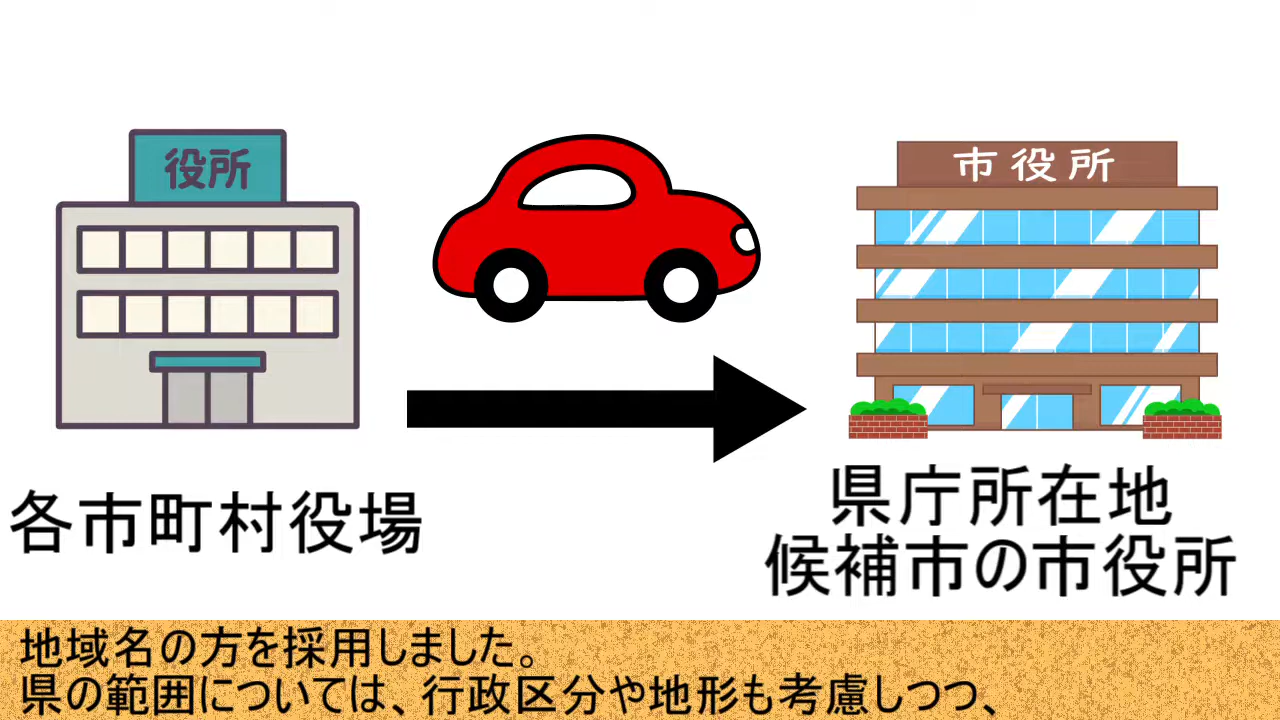 役所
市役所
各市町村役場
県庁所在地
候補市の市役所
地域名の方を採用しました。
県の範囲については、行政区分や地形も考慮しつつ、